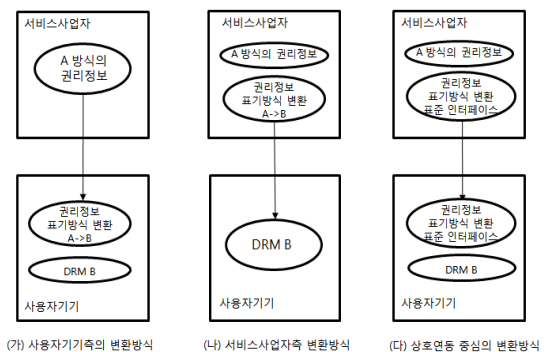 서비스사업자
A 방식의
권리정보
권리정보
표기방식 변환
A->B
DRM B
사용자기기
(가) 사용자기기측의 변환방식
서비스사업자
A 방식의 권리정보
권리정보
표기방식 변환
A->B
DRM B
사용자기기
(나) 서비스사업자측 변환방식
서비스사업자
A 방식의 권리정보
권리정보
표기방식 변환
표준 인터페이스
권리정보
표기방식 변환
표준 인터페이스
DRM B
사용자기기
(다) 상호연동 중심의 변환방식